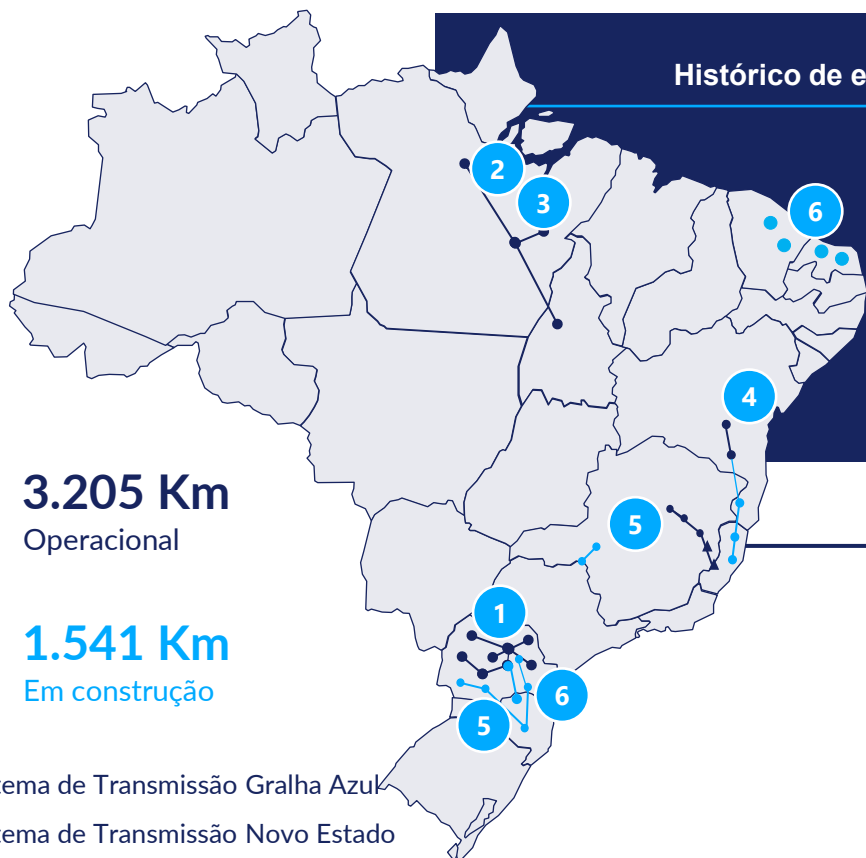 Histórico de e
2
3
6
4
3.205 Km
Operacional
5
1
1.541 Km
Em construção
6
5
tema de Transmissão Gralha Azul
tema de Transmissão Novo Estado